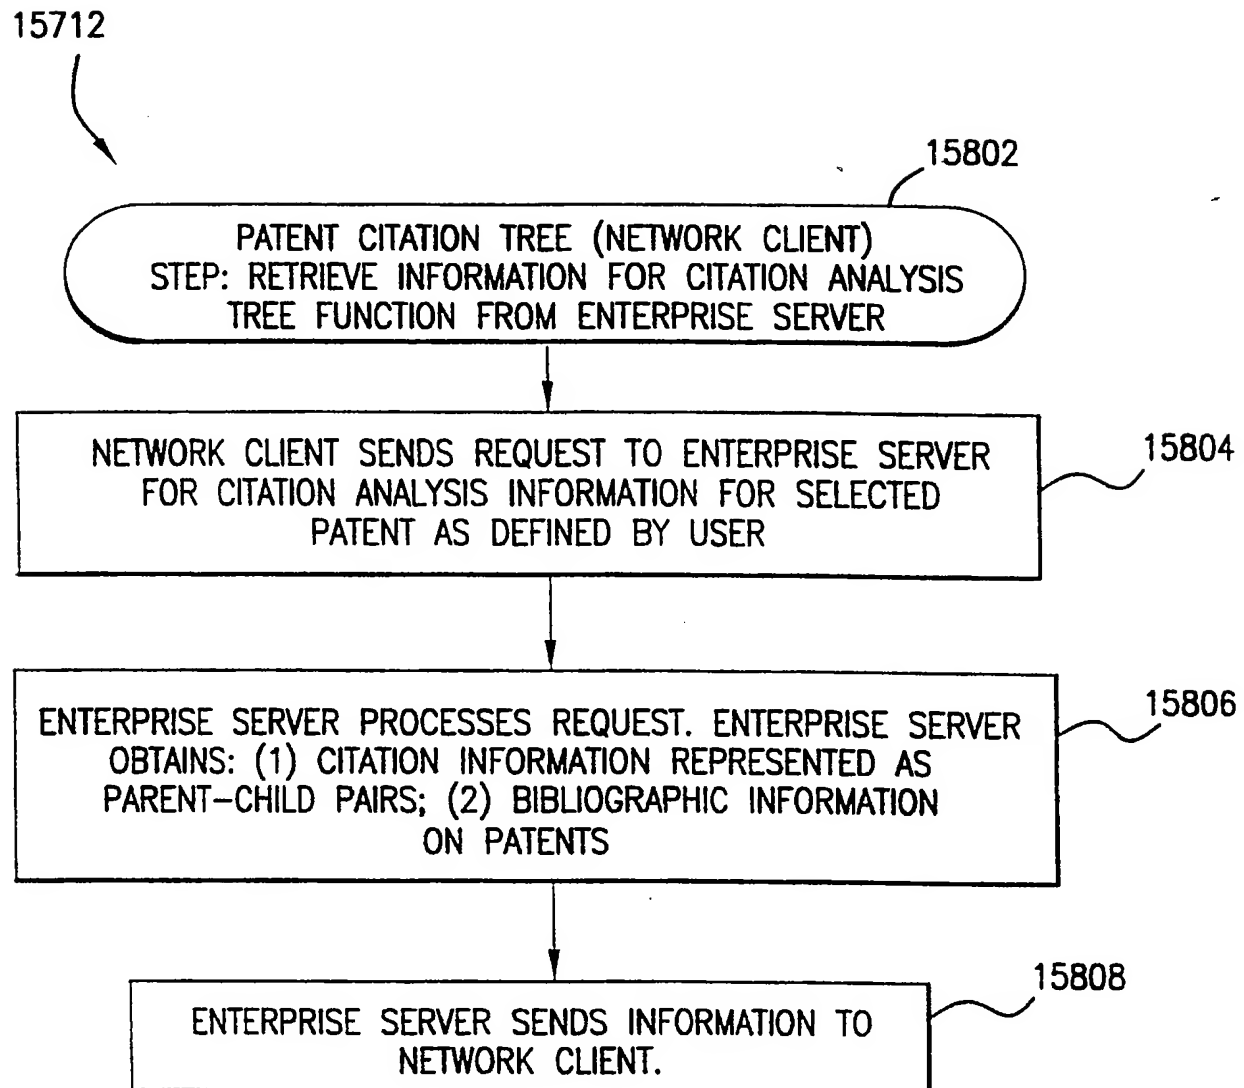 15712
15802
PATENT CITATION TREE (NETWORK CLIENT)
STEP: RETRIEVE INFORMATION FOR CITATION ANALYSIS
TREE FUNCTION FROM ENTERPRISE SERVER
NETWORK CLIENT SENDS REQUEST TO ENTERPRISE SERVER
FOR CITATION ANALYSIS INFORMATION FOR SELECTED
PATENT AS DEFINED BY USER
15804
ENTERPRISE SERVER PROCESSES REQUEST. ENTERPRISE SERVER
OBTAINS: (1) CITATION INFORMATION REPRESENTED AS
PARENT-CHILD PAIRS; (2) BIBLIOGRAPHIC INFORMATION
ON PATENTS
15806
ENTERPRISE SERVER SENDS INFORMATION TO
NETWORK CLIENT.
15808